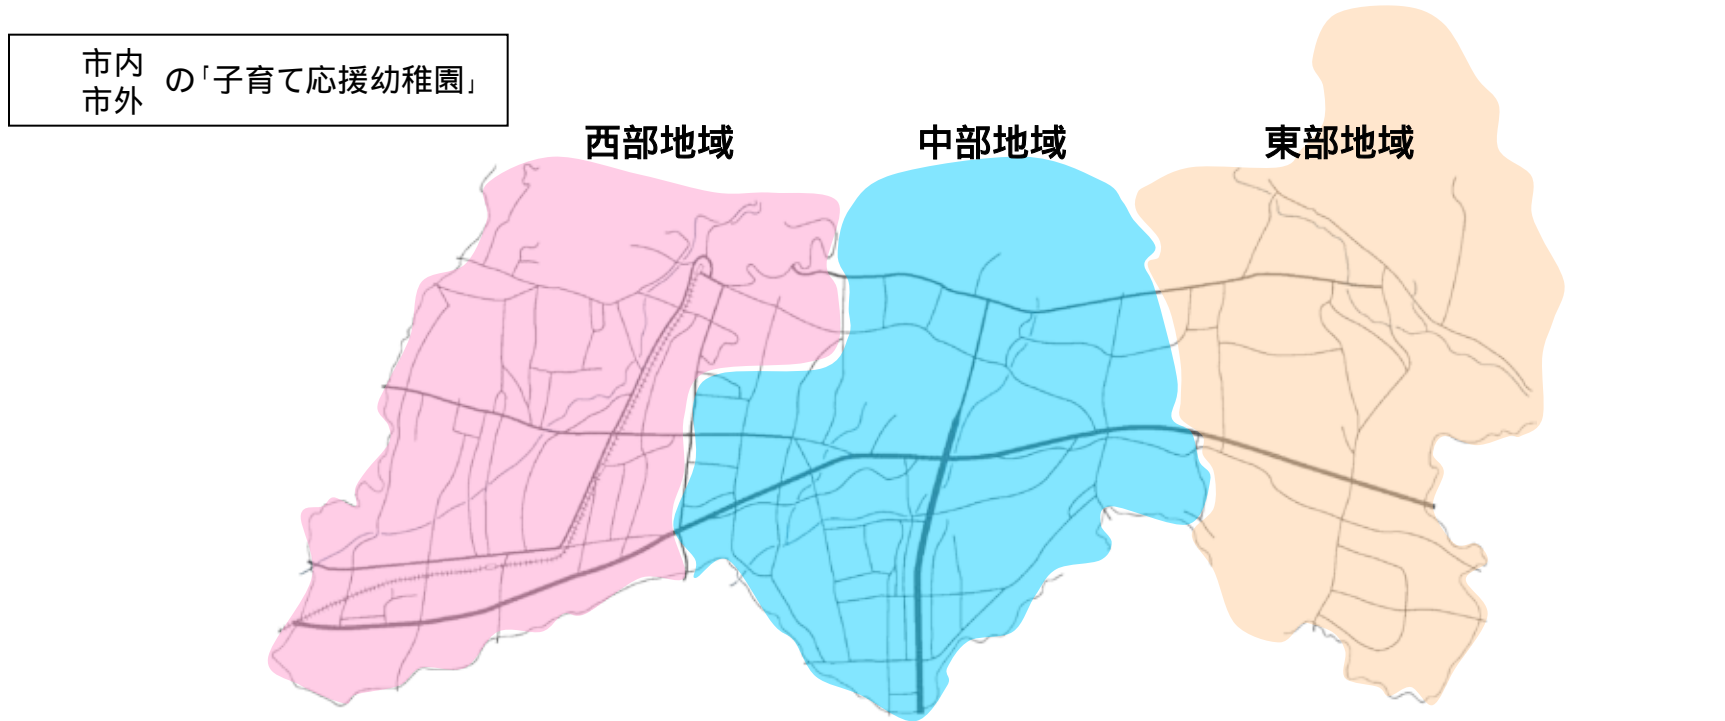 市内
市外
の「子育て応援幼稚園」
西部地域
中部地域
東部地域